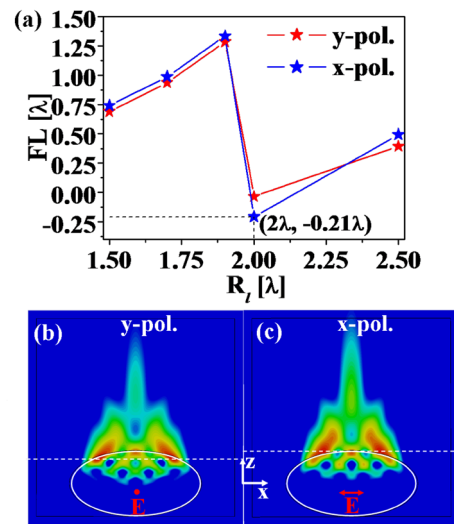 (a)
1.50
1.25
1.00
0.75
0.50
0.25
0.00
-0.25
FL [λ]
y-pol.
x-pol.
(2λ, -0.21λ)
1.50 1.75 2.00 2.25 2.50
R_l [λ]
(b) y-pol.
E
(c) x-pol.
E
z
x